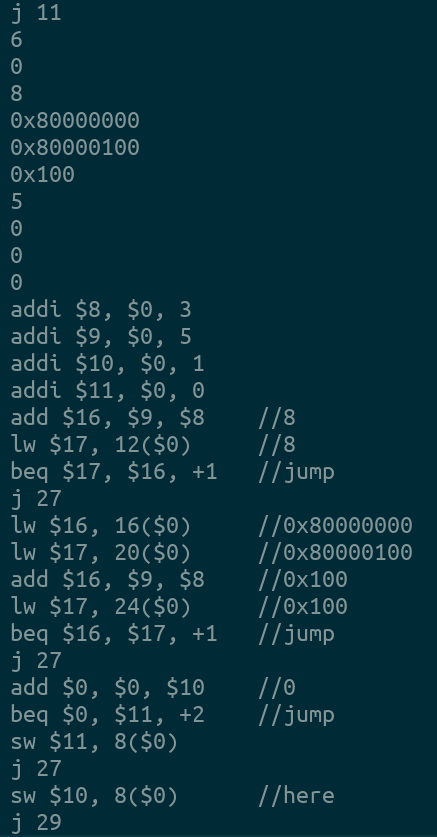 j 11
6
0
8
0x80000000
0x80000100
0x100
5
0
0
0
addi $8, $0, 3
addi $9, $0, 5
addi $10, $0, 1
addi $11, $0, 0
add $16, $9, $8    //8
lw $17, 12($0)     //8
beq $17, $16, +1   //jump
j 27
lw $16, 16($0)     //0x80000000
lw $17, 20($0)     //0x80000100
add $16, $9, $8    //0x100
lw $17, 24($0)     //0x100
beq $16, $17, +1   //jump
j 27
add $0, $0, $10    //0
beq $0, $11, +2    //jump
sw $11, 8($0)
j 27
sw $10, 8($0)      //here
j 29